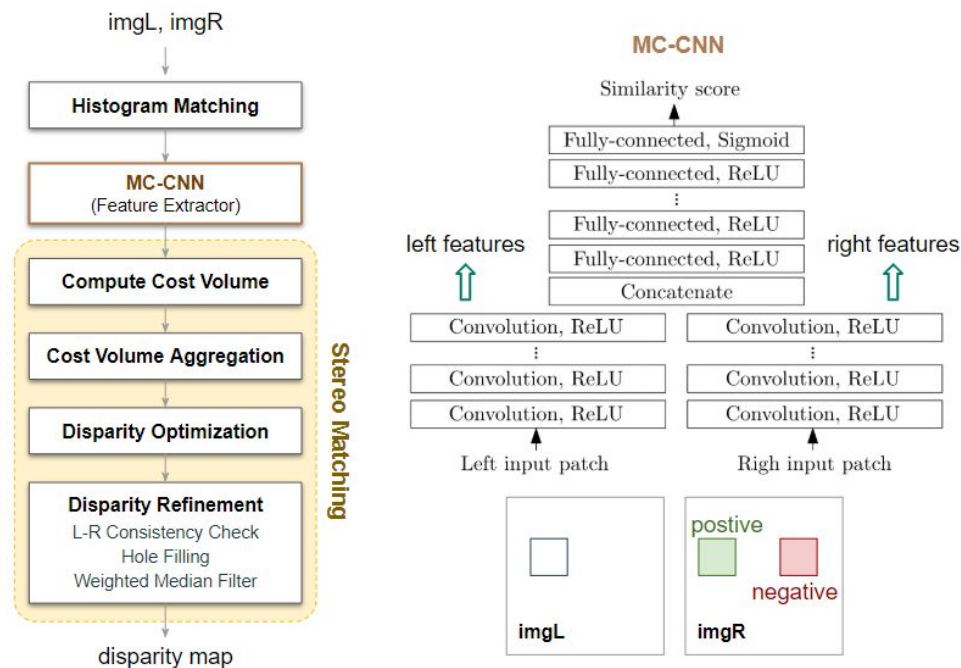 imgL, imgR
Histogram Matching
MC-CNN
(Feature Extractor)
Compute Cost Volume
Cost Volume Aggregation
Disparity Optimization
Disparity Refinement
L-R Consistency Check
Hole Filling
Weighted Median Filter
Stereo Matching
disparity map
MC-CNN
Similarity score
Fully-connected, Sigmoid
Fully-connected, ReLU
⋮
Fully-connected, ReLU
Fully-connected, ReLU
Concatenate
left features
right features
Convolution, ReLU
⋮
Convolution, ReLU
Convolution, ReLU
Left input patch
Convolution, ReLU
⋮
Convolution, ReLU
Convolution, ReLU
Righ input patch
imgL
postive
negative
imgR